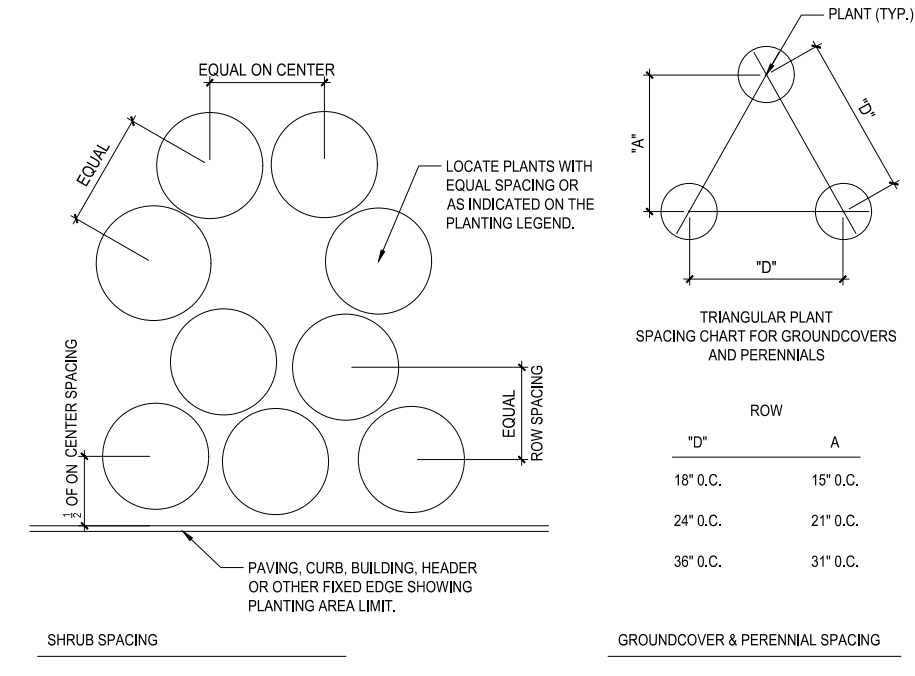 EQUAL ON CENTER
EQUAL
LOCATE PLANTS WITH
EQUAL SPACING OR
AS INDICATED ON THE
PLANTING LEGEND.
1/2 OF ON CENTER SPACING
EQUAL
ROW SPACING
PAVING, CURB, BUILDING, HEADER
OR OTHER FIXED EDGE SHOWING
PLANTING AREA LIMIT.
SHRUB SPACING
PLANT (TYP.)
"A"
"D"
"D"
TRIANGULAR PLANT
SPACING CHART FOR GROUNDCOVERS
AND PERENNIALS
ROW
"D" A
18" O.C. 15" O.C.
24" O.C. 21" O.C.
36" O.C. 31" O.C.
GROUNDCOVER & PERENNIAL SPACING